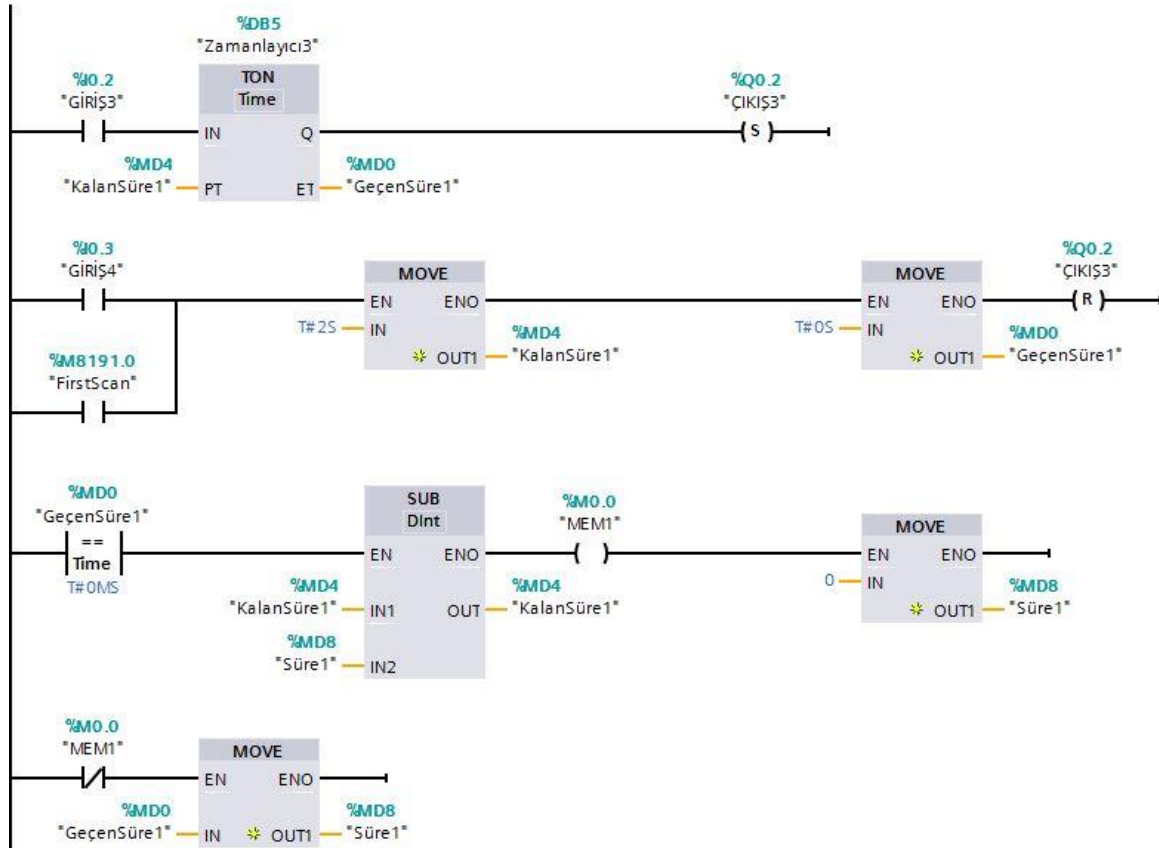 %DB5
"Zamanlayıcı3"
%I0.2
"GİRİŞ3"
TON
Time
%Q0.2
"ÇIKIŞ3"
IN Q
S
%MD4
"KalanSüre1"
PT ET
%MD0
"GeçenSüre1"
%I0.3
"GİRİŞ4"
MOVE
MOVE
%Q0.2
"ÇIKIŞ3"
EN ENO
EN ENO
R
T#2S IN
%MD4
OUT1 "KalanSüre1"
T#0S IN
%MD0
OUT1 "GeçenSüre1"
%M8191.0
"FirstScan"
%MD0
"GeçenSüre1"
==
Time
T#0MS
SUB
DInt
%M0.0
"MEM1"
MOVE
EN ENO
EN ENO
%MD4
"KalanSüre1" IN1
%MD4
OUT "KalanSüre1"
0 IN
%MD8
OUT1 "Süre1"
%MD8
"Süre1" IN2
%M0.0
"MEM1"
MOVE
EN ENO
%MD0
"GeçenSüre1" IN
%MD8
OUT1 "Süre1"